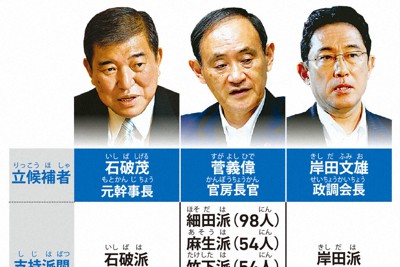 りっこうほしゃ
立候補者
いしばしげる
石破茂
もとかんじちょう
元幹事長
すがよしひで
菅義偉
かんぼうちょうかん
官房長官
きしだふみお
岸田文雄
せいちょうかいちょう
政調会長
しじはばつ
支持派閥
いしばは
石破派
ほそだは にん
細田派(98人)
あそうは にん
麻生派(54人)
たけしたは にん
竹下派(54人)
きしだは
岸田派